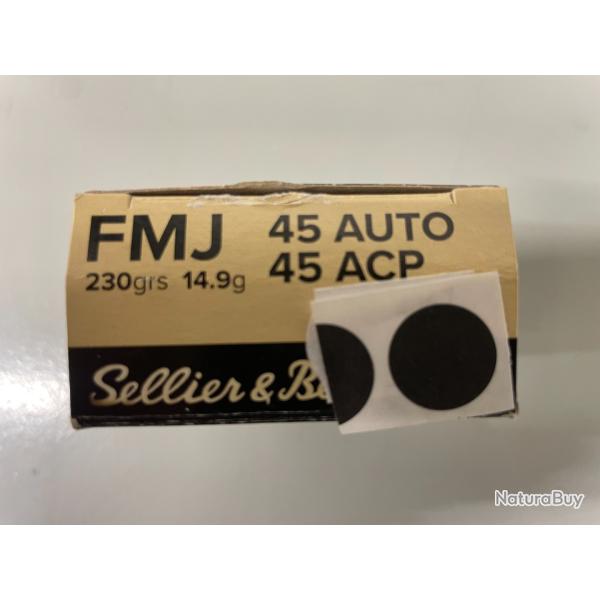 FMJ 45 AUTO
230grs 14.9g 45 ACP
Sellier &
NaturaBuy